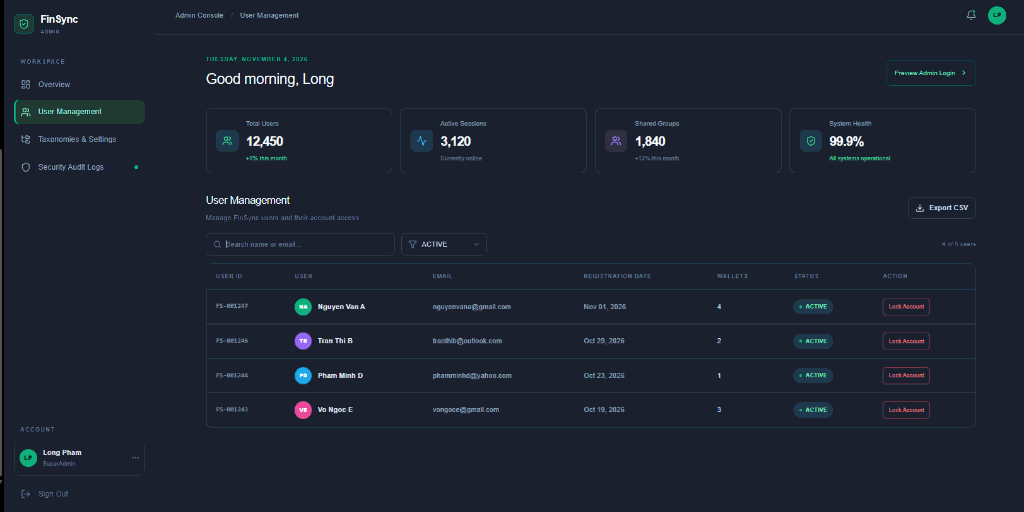 FinSync
ADMIN
WORKSPACE
Overview
User Management
Taxonomies & Settings
Security Audit Logs
ACCOUNT
LP
Long Pham
SuperAdmin
...
Sign Out
Admin Console / User Management
LP
TUESDAY, NOVEMBER 4, 2026
Good morning, Long
Preview Admin Login
Total Users
12,450
+8% this month
Active Sessions
3,120
Currently online
Shared Groups
1,840
+12% this month
System Health
99.9%
All systems operational
User Management
Manage FinSync users and their account access
Export CSV
Search name or email...
ACTIVE
4 of 5 users
USER ID USER EMAIL REGISTRATION DATE WALLETS STATUS ACTION
FS-001247 NA Nguyen Van A nguyenvana@gmail.com Nov 01, 2026 4 ACTIVE Lock Account
FS-001246 TB Tran Thi B tranthib@outlook.com Oct 29, 2026 2 ACTIVE Lock Account
FS-001244 PD Pham Minh D phamminhd@yahoo.com Oct 23, 2026 1 ACTIVE Lock Account
FS-001243 VE Vo Ngoc E vongoce@gmail.com Oct 19, 2026 3 ACTIVE Lock Account